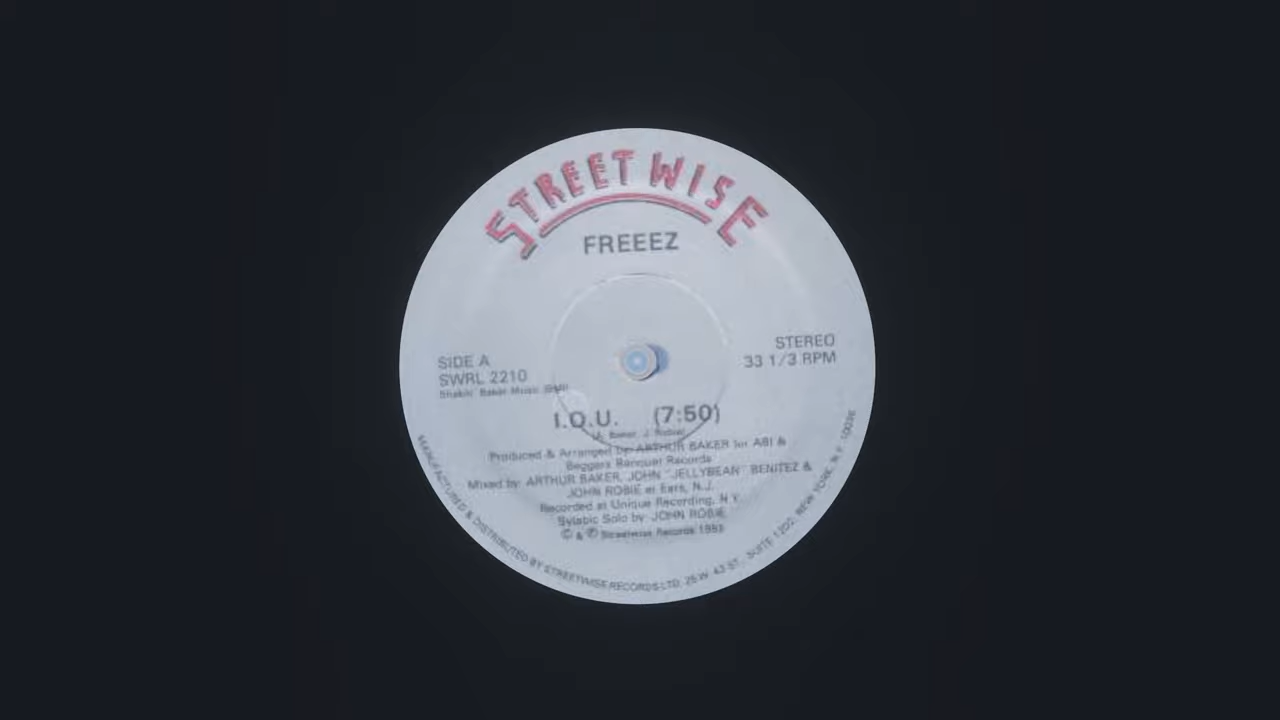 STREETWISE
FREEEZ
STEREO
33 1/3 RPM
SIDE A
SWRL 2210
Shakin' Baker Music (BMI)
I.O.U. (7:50)
(A. Baker, J. Robie)
Produced & Arranged by: ARTHUR BAKER for ABI &
Beggars Banquet Records
Mixed by: ARTHUR BAKER, JOHN "JELLYBEAN" BENITEZ &
JOHN ROBIE at Ears, N.J.
Recorded at Unique Recording, N.Y.
Sylabic Solo by: JOHN ROBIE
© & ℗ Streetwise Records 1983
MANUFACTURED & DISTRIBUTED BY STREETWISE RECORDS LTD. 25 W. 43 ST., SUITE 1202, NEW YORK, N.Y. 10036